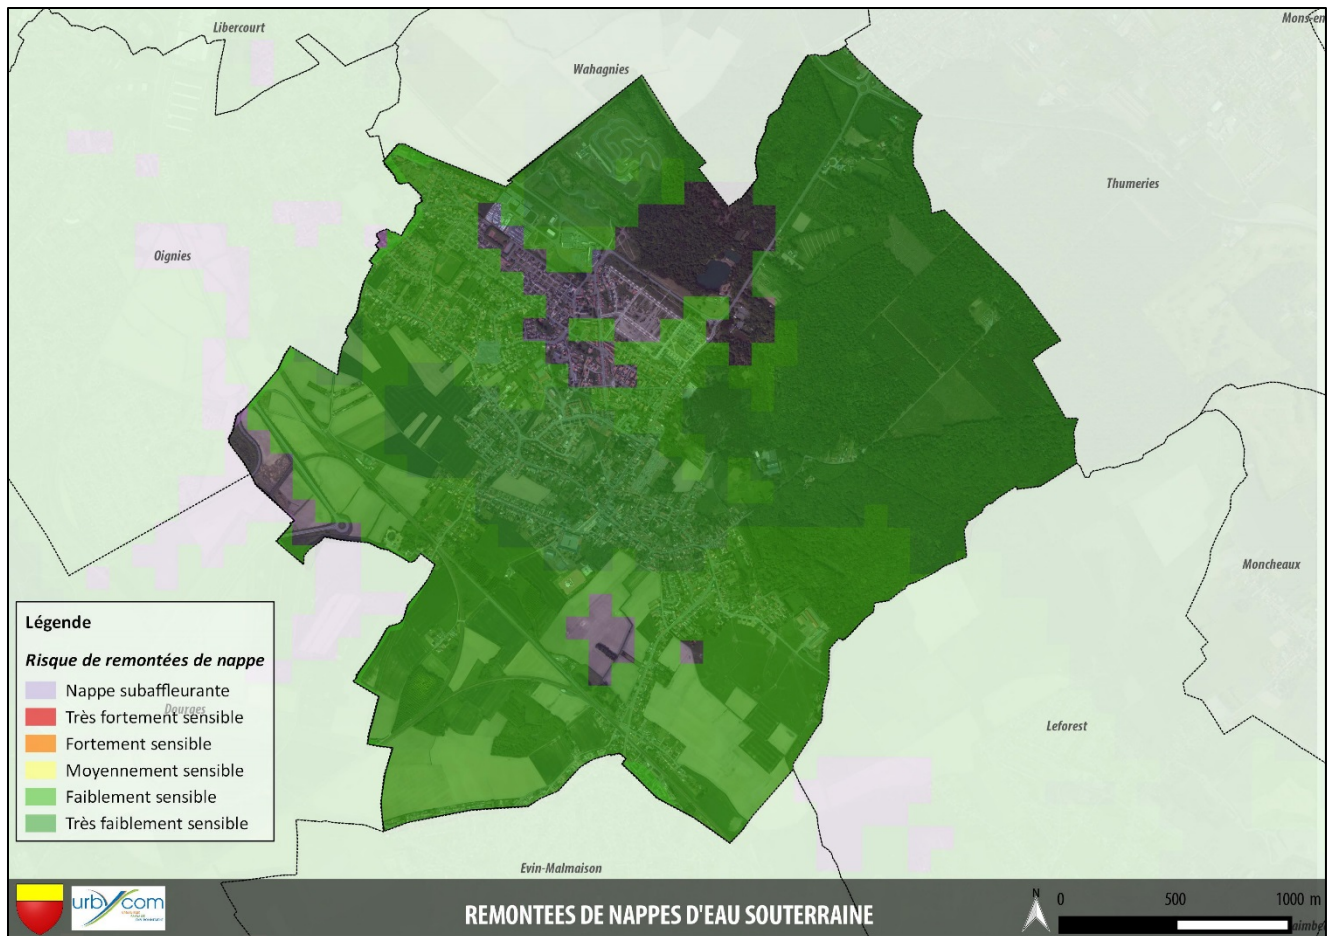 Libercourt
Mons-en
Wahagnies
Thumeries
Oignies
Moncheaux
Légende
Risque de remontées de nappe
Nappe subaffleurante
Dourges
Très fortement sensible
Fortement sensible
Moyennement sensible
Faiblement sensible
Très faiblement sensible
Leforest
Evin-Malmaison
urbycom
REMONTEES DE NAPPES D'EAU SOUTERRAINE
N
0 500 1000 m